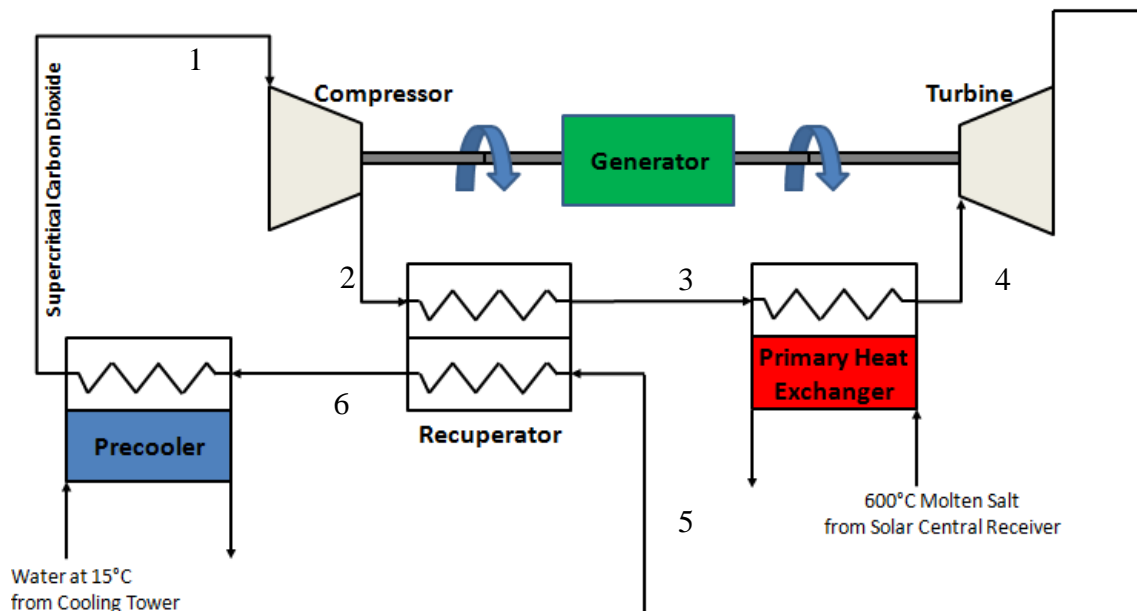 1
Compressor
Turbine
Generator
Supercritical Carbon Dioxide
2
3
4
Primary Heat
Exchanger
6
Precooler
Recuperator
5
600°C Molten Salt
from Solar Central Receiver
Water at 15°C
from Cooling Tower